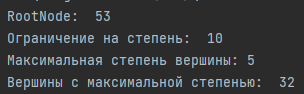 RootNode:  53
Ограничение на степень:  10
Максимальная степень вершины: 5
Вершины с максимальной степенью:  32